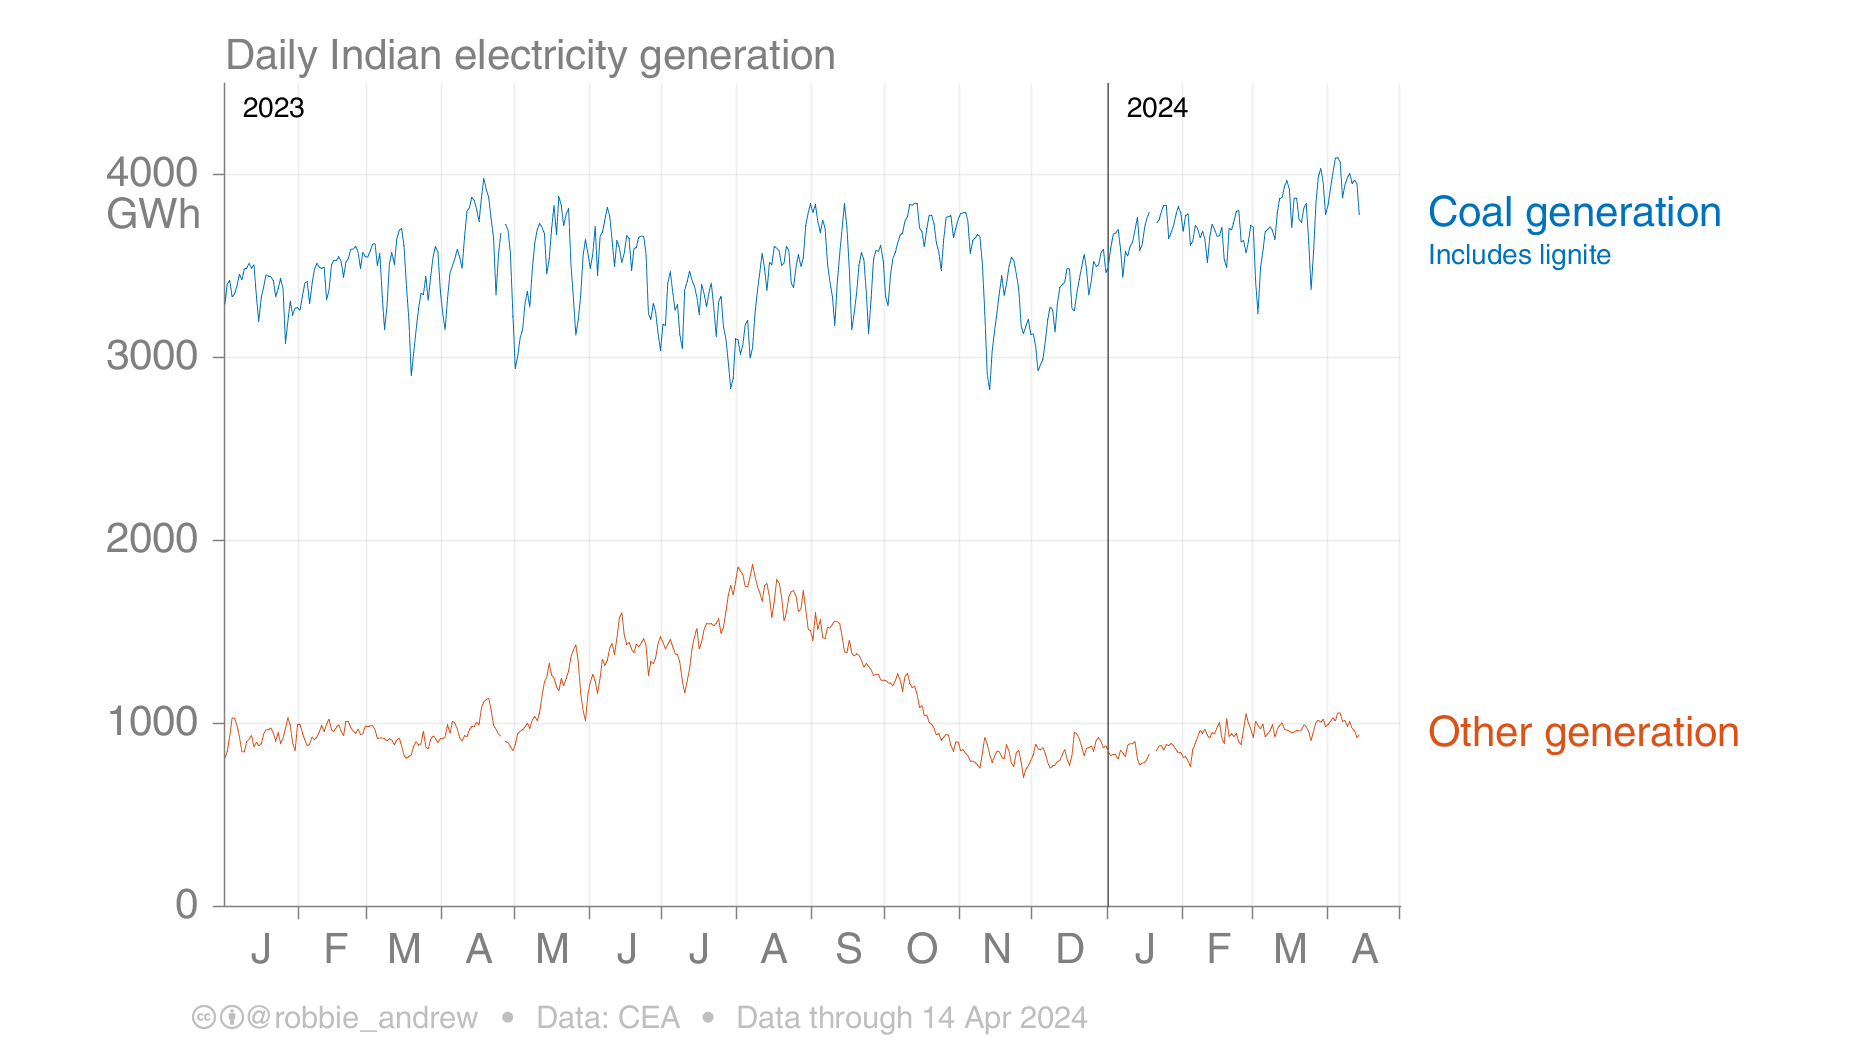 Daily Indian electricity generation
2023
2024
4000
GWh
3000
2000
1000
0
Coal generation
Includes lignite
Other generation
J F M A M J J A S O N D J F M A
cc @robbie_andrew • Data: CEA • Data through 14 Apr 2024